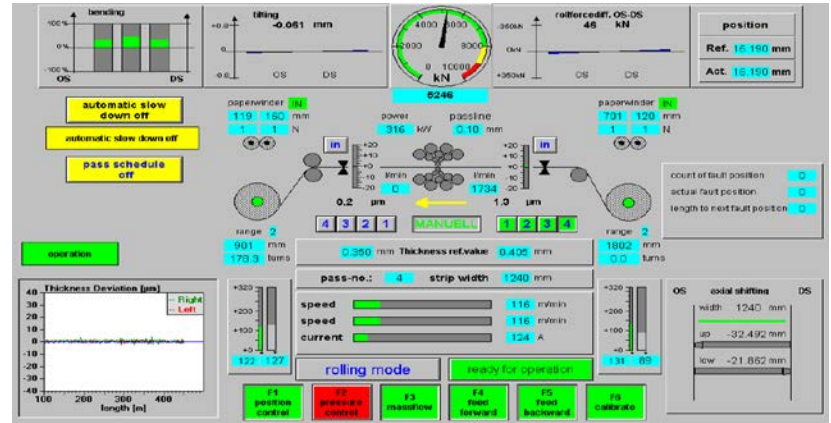 bending
100 %
0%
100 %
OS DS
tilting
-0.061 mm
+0.8
-0.8
OS DS
4000 6000
2000 8000
0 10000
kN
6246
rollforcediff. OS-DS
46 kN
-350kN
0kN
+350kN
OS DS
position
Ref. 16.190 mm
Act. 16.190 mm
automatic slow
down off
automatic slow down off
pass schedule
off
paperwinder IN
119 160 mm
1 1 N
power
316 kW
passline
0.10 mm
paperwinder IN
701 120 mm
1 1 N
in
+20
+10
-10
-20
l/min
0
l/min
1734
+20
+10
-10
-20
in
0.2 µm
µm
4 3 2 1
MANUELL
1 2 3 4
range 2
901 mm
178.3 turns
range 2
1802 mm
0.0 turns
count of fault position 0
actual fault position 0
length to next fault position 0
operation
0.350 mm Thickness ref.value 0.405 mm
pass-no.: 4 strip width 1240 mm
speed 116 m/min
speed 116 m/min
current 124 A
+320
+200
+100
+0
122 127
+320
+200
+100
+0
131 89
rolling mode
ready for operation
Thickness Deviation [µm]
Right
Left
40
30
20
10
0
-10
-20
-30
-40
100 200 300 400
length [m]
OS axial shifting DS
width 1240 mm
up -32.492 mm
low -21.862 mm
F1
position
control
F2
pressure
control
F3
massflow
F4
feed
forward
F5
feed
backward
F6
calibrate